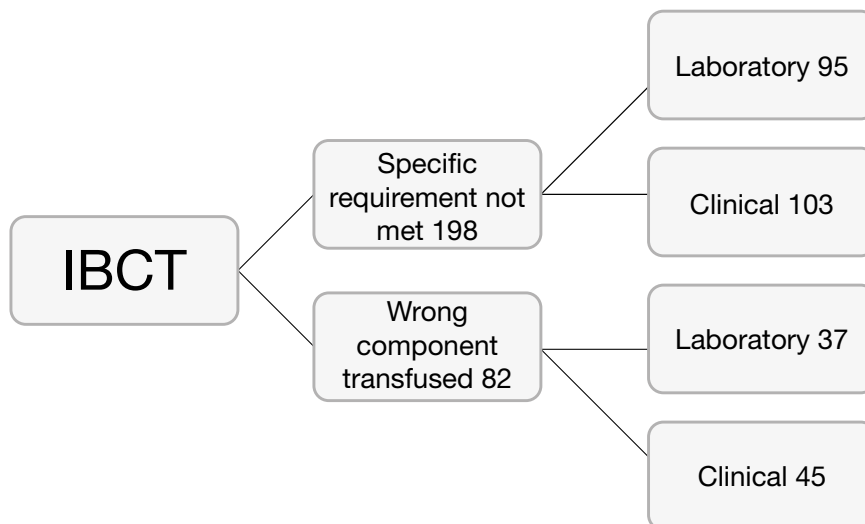 IBCT
Specific
requirement not
met 198
Wrong
component
transfused 82
Laboratory 95
Clinical 103
Laboratory 37
Clinical 45